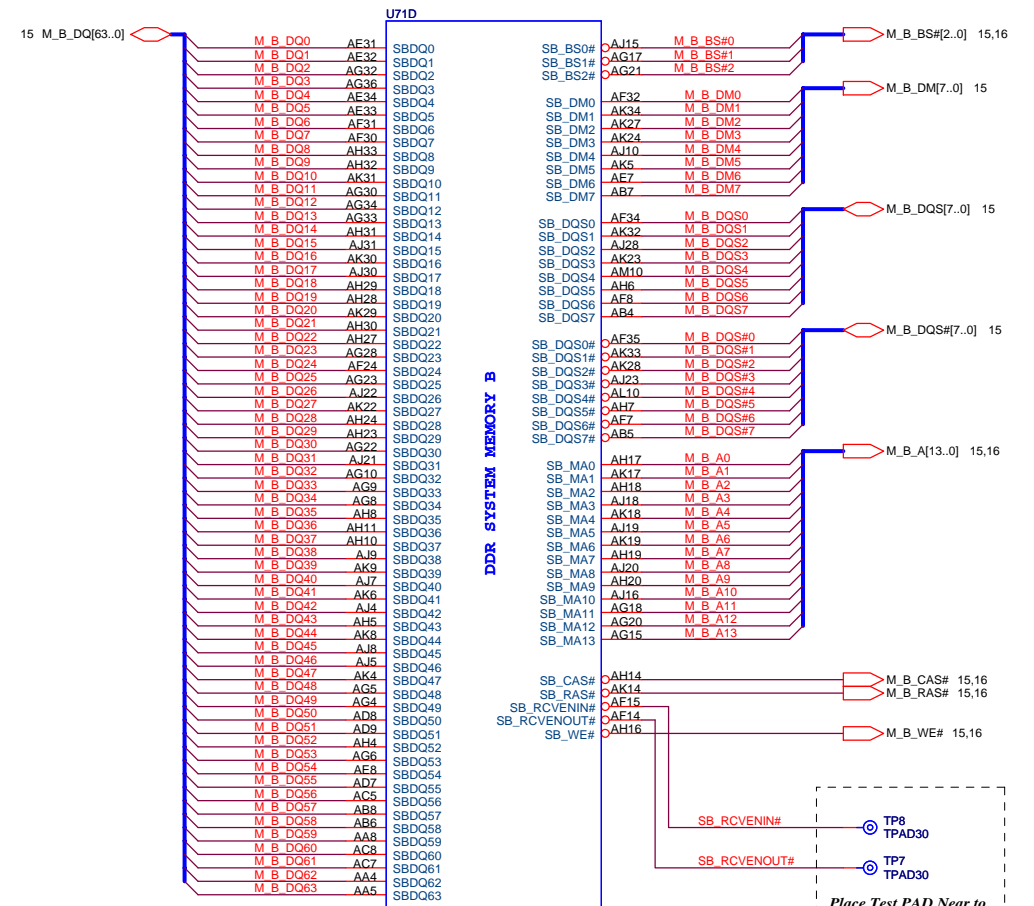 U71D
15 M_B_DQ[63..0]
M_B_DQ0 AE31 SBDQ0
M_B_DQ1 AE32 SBDQ1
M_B_DQ2 AG32 SBDQ2
M_B_DQ3 AG36 SBDQ3
M_B_DQ4 AE34 SBDQ4
M_B_DQ5 AE33 SBDQ5
M_B_DQ6 AF31 SBDQ6
M_B_DQ7 AF30 SBDQ7
M_B_DQ8 AH33 SBDQ8
M_B_DQ9 AH32 SBDQ9
M_B_DQ10 AK31 SBDQ10
M_B_DQ11 AG30 SBDQ11
M_B_DQ12 AG34 SBDQ12
M_B_DQ13 AG33 SBDQ13
M_B_DQ14 AH31 SBDQ14
M_B_DQ15 AJ31 SBDQ15
M_B_DQ16 AK30 SBDQ16
M_B_DQ17 AJ30 SBDQ17
M_B_DQ18 AH29 SBDQ18
M_B_DQ19 AH28 SBDQ19
M_B_DQ20 AK29 SBDQ20
M_B_DQ21 AH30 SBDQ21
M_B_DQ22 AH27 SBDQ22
M_B_DQ23 AG28 SBDQ23
M_B_DQ24 AF24 SBDQ24
M_B_DQ25 AG23 SBDQ25
M_B_DQ26 AJ22 SBDQ26
M_B_DQ27 AK22 SBDQ27
M_B_DQ28 AH24 SBDQ28
M_B_DQ29 AH23 SBDQ29
M_B_DQ30 AG22 SBDQ30
M_B_DQ31 AJ21 SBDQ31
M_B_DQ32 AG10 SBDQ32
M_B_DQ33 AG9 SBDQ33
M_B_DQ34 AG8 SBDQ34
M_B_DQ35 AH8 SBDQ35
M_B_DQ36 AH11 SBDQ36
M_B_DQ37 AH10 SBDQ37
M_B_DQ38 AJ9 SBDQ38
M_B_DQ39 AK9 SBDQ39
M_B_DQ40 AJ7 SBDQ40
M_B_DQ41 AK6 SBDQ41
M_B_DQ42 AJ4 SBDQ42
M_B_DQ43 AH5 SBDQ43
M_B_DQ44 AK8 SBDQ44
M_B_DQ45 AJ8 SBDQ45
M_B_DQ46 AJ5 SBDQ46
M_B_DQ47 AK4 SBDQ47
M_B_DQ48 AG5 SBDQ48
M_B_DQ49 AG4 SBDQ49
M_B_DQ50 AD8 SBDQ50
M_B_DQ51 AD9 SBDQ51
M_B_DQ52 AH4 SBDQ52
M_B_DQ53 AG6 SBDQ53
M_B_DQ54 AE8 SBDQ54
M_B_DQ55 AD7 SBDQ55
M_B_DQ56 AC5 SBDQ56
M_B_DQ57 AB8 SBDQ57
M_B_DQ58 AB6 SBDQ58
M_B_DQ59 AA8 SBDQ59
M_B_DQ60 AC8 SBDQ60
M_B_DQ61 AC7 SBDQ61
M_B_DQ62 AA4 SBDQ62
M_B_DQ63 AA5 SBDQ63
DDR SYSTEM MEMORY B
SB_BS0# AJ15 M_B_BS#0
SB_BS1# AG17 M_B_BS#1
SB_BS2# AG21 M_B_BS#2
M_B_BS#[2..0] 15,16
SB_DM0 AF32 M_B_DM0
SB_DM1 AK34 M_B_DM1
SB_DM2 AK27 M_B_DM2
SB_DM3 AK24 M_B_DM3
SB_DM4 AJ10 M_B_DM4
SB_DM5 AK5 M_B_DM5
SB_DM6 AE7 M_B_DM6
SB_DM7 AB7 M_B_DM7
M_B_DM[7..0] 15
SB_DQS0 AF34 M_B_DQS0
SB_DQS1 AK32 M_B_DQS1
SB_DQS2 AJ28 M_B_DQS2
SB_DQS3 AK23 M_B_DQS3
SB_DQS4 AM10 M_B_DQS4
SB_DQS5 AH6 M_B_DQS5
SB_DQS6 AF8 M_B_DQS6
SB_DQS7 AB4 M_B_DQS7
M_B_DQS[7..0] 15
SB_DQS0# AF35 M_B_DQS#0
SB_DQS1# AK33 M_B_DQS#1
SB_DQS2# AK28 M_B_DQS#2
SB_DQS3# AJ23 M_B_DQS#3
SB_DQS4# AL10 M_B_DQS#4
SB_DQS5# AH7 M_B_DQS#5
SB_DQS6# AF7 M_B_DQS#6
SB_DQS7# AB5 M_B_DQS#7
M_B_DQS#[7..0] 15
SB_MA0 AH17 M_B_A0
SB_MA1 AK17 M_B_A1
SB_MA2 AH18 M_B_A2
SB_MA3 AJ18 M_B_A3
SB_MA4 AK18 M_B_A4
SB_MA5 AJ19 M_B_A5
SB_MA6 AK19 M_B_A6
SB_MA7 AH19 M_B_A7
SB_MA8 AJ20 M_B_A8
SB_MA9 AH20 M_B_A9
SB_MA10 AJ16 M_B_A10
SB_MA11 AG18 M_B_A11
SB_MA12 AG20 M_B_A12
SB_MA13 AG15 M_B_A13
M_B_A[13..0] 15,16
SB_CAS# AH14 M_B_CAS# 15,16
SB_RAS# AK14 M_B_RAS# 15,16
SB_RCVENIN# AF15
SB_RCVENOUT# AF14
SB_WE# AH16 M_B_WE# 15,16
SB_RCVENIN# TP8
TPAD30
SB_RCVENOUT# TP7
TPAD30
Place Test PAD Near to